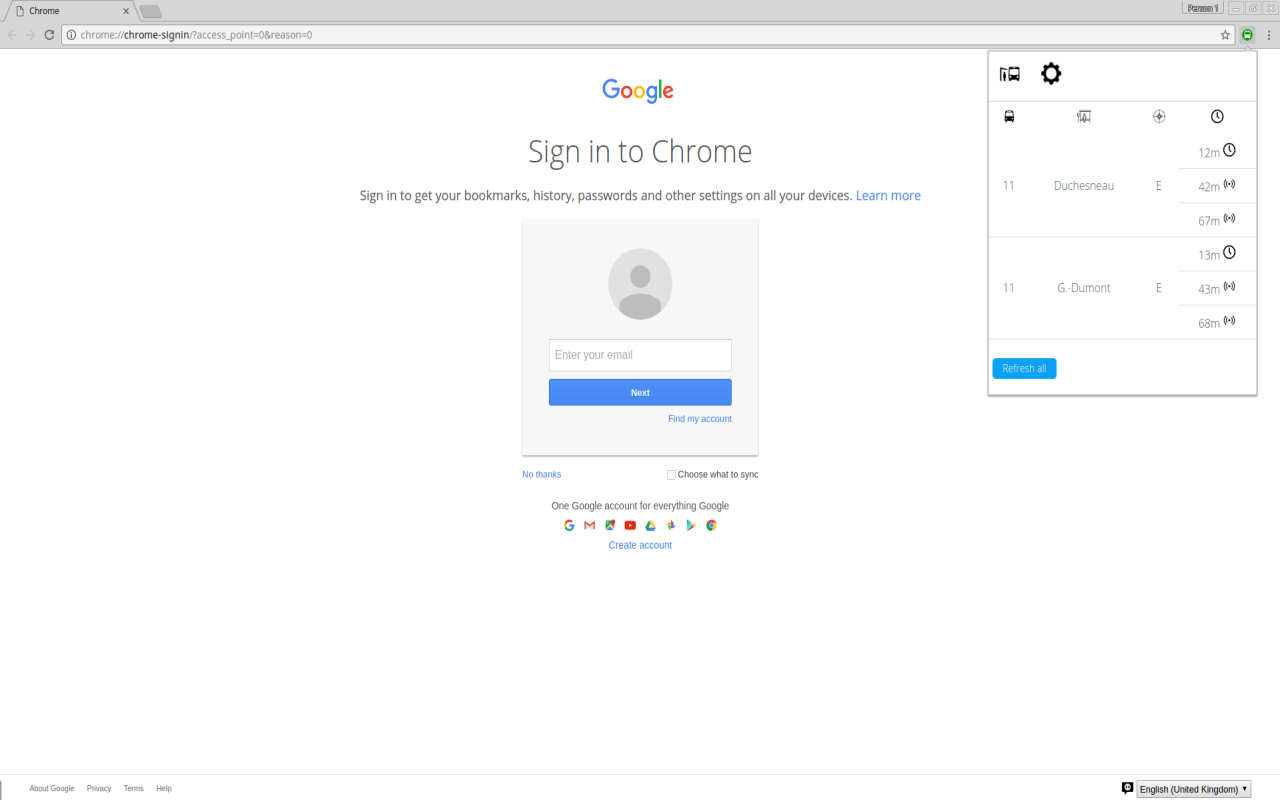 Chrome
Person 1
chrome://chrome-signin/?access_point=0&reason=0
Google
Sign in to Chrome
Sign in to get your bookmarks, history, passwords and other settings on all your devices. Learn more
Enter your email
Next
Find my account
No thanks
Choose what to sync
One Google account for everything Google
Create account
12m
11 Duchesneau E 42m
67m
13m
11 G.-Dumont E 43m
68m
Refresh all
About Google Privacy Terms Help
English (United Kingdom)